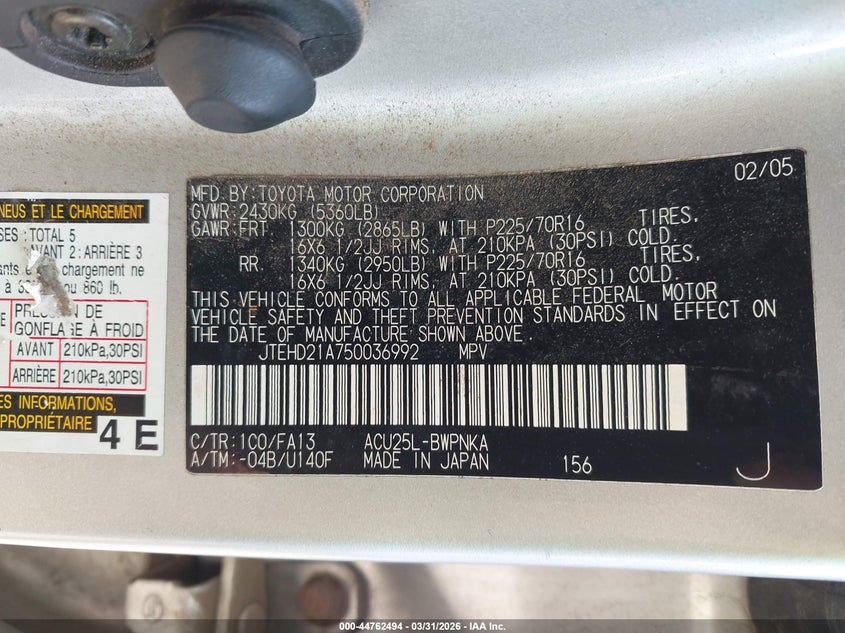 NEUS ET LE CHARGEMENT
SES : TOTAL 5
AVANT 2 : ARRIÈRE 3
chargement ne
ou 860 lb.
DE
GONFLAGE À FROID
AVANT 210kPa,30PSI
ARRIÈRE 210kPa,30PSI
ES INFORMATIONS,
PROPRIÉTAIRE
4 E
02/05
MFD. BY: TOYOTA MOTOR CORPORATION
GVWR: 2430KG (5360LB)
GAWR: FRT 1300KG (2865LB) WITH P225/70R16 TIRES,
16X6 1/2JJ RIMS, AT 210KPA (30PSI) COLD.
RR 1340KG (2950LB) WITH P225/70R16 TIRES,
16X6 1/2JJ RIMS, AT 210KPA (30PSI) COLD.
THIS VEHICLE CONFORMS TO ALL APPLICABLE FEDERAL MOTOR
VEHICLE SAFETY AND THEFT PREVENTION STANDARDS IN EFFECT ON
THE DATE OF MANUFACTURE SHOWN ABOVE.
JTEHD21A750036992 MPV
C/TR: 1C0/FA13 ACU25L-BWPNKA
A/TM: -04B/U140F MADE IN JAPAN 156 J
000-44762494 - 03/31/2026 - IAA Inc.